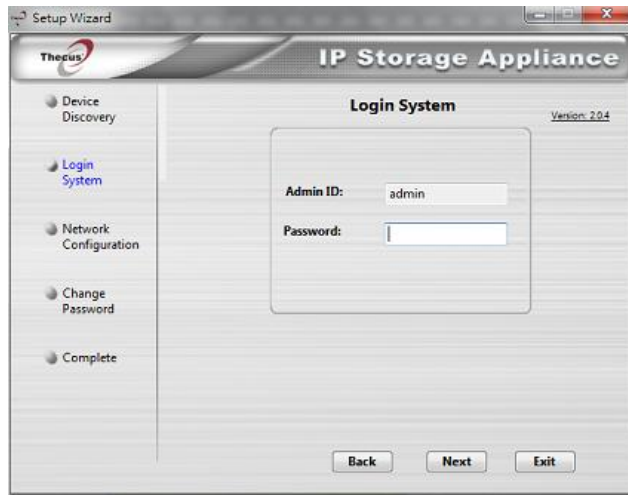 Setup Wizard
Thecus
IP Storage Appliance
Device
Discovery
Login
System
Network
Configuration
Change
Password
Complete
Login System
Version: 2.0.4
Admin ID: admin
Password:
Back Next Exit